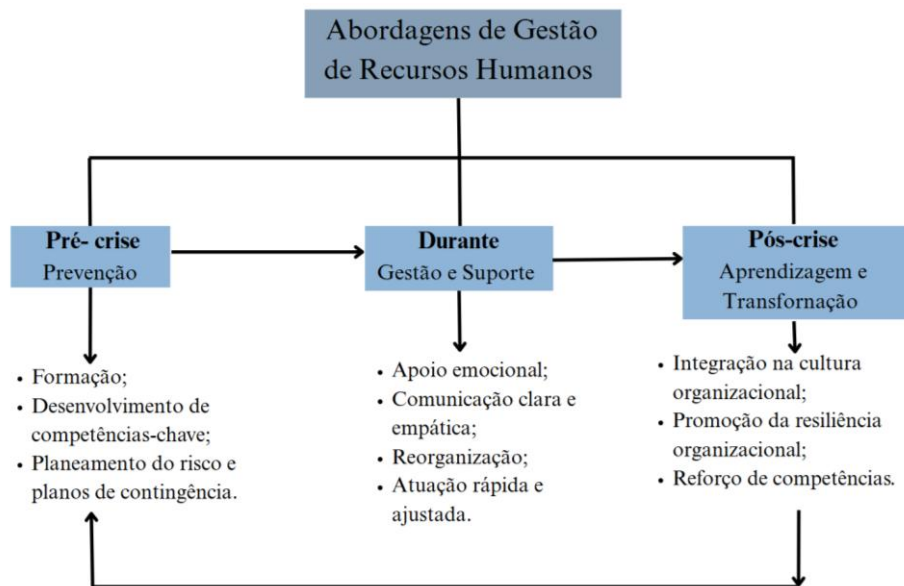 Abordagens de Gestão
de Recursos Humanos
Pré- crise
Prevenção
Durante
Gestão e Suporte
Pós-crise
Aprendizagem e
Transfornação
• Formação;
• Desenvolvimento de
competências-chave;
• Planeamento do risco e
planos de contingência.
• Apoio emocional;
• Comunicação clara e
empática;
• Reorganização;
• Atuação rápida e
ajustada.
• Integração na cultura
organizacional;
• Promoção da resiliência
organizacional;
• Reforço de competências.